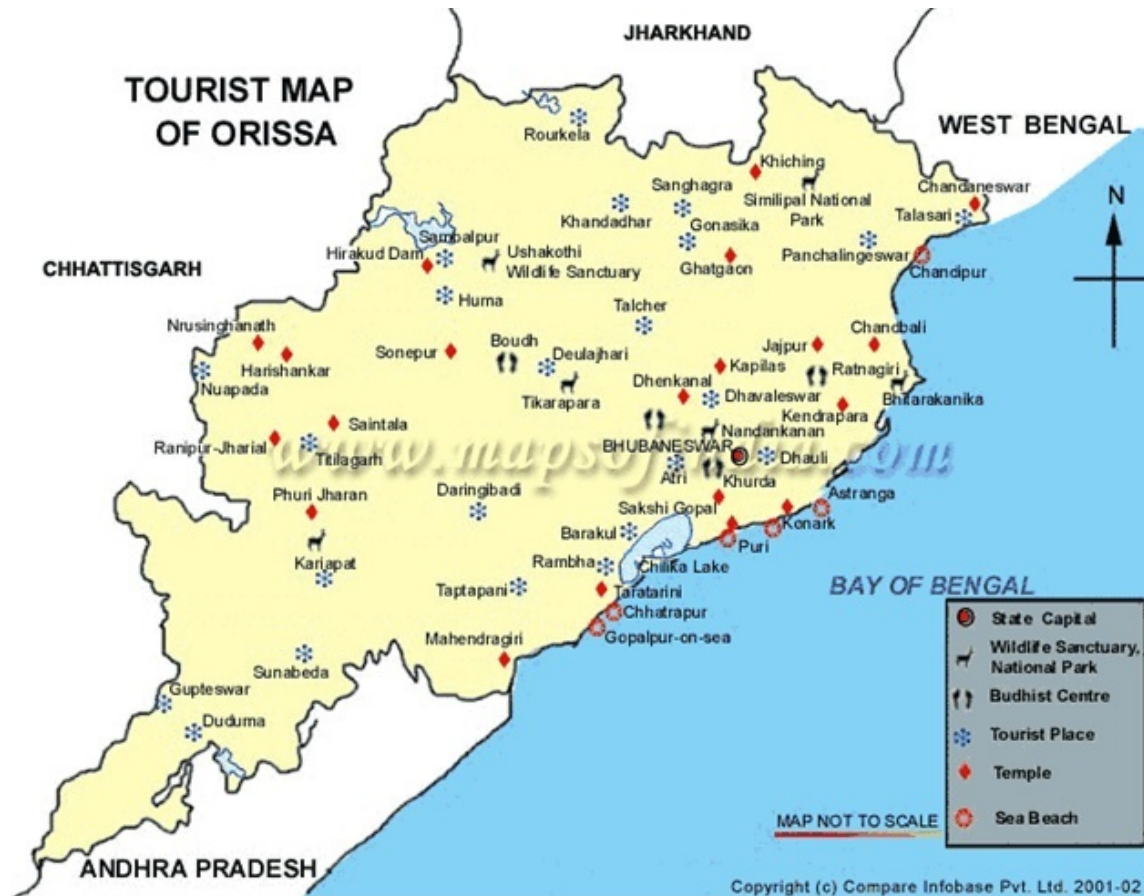 JHARKHAND
TOURIST MAP
OF ORISSA
WEST BENGAL
Rourkela
Khiching
Sanghagra
Similipal National
Park
Chandaneswar
N
Khandadhar
Gonasika
Talasari
Sambalpur
Hirakud Dam
Ushakothi
Wildlife Sanctuary
Ghatgaon
Panchalingeswar
Chandipur
CHHATTISGARH
Huma
Talcher
Nrusinghanath
Chandbali
Sonepur
Boudh
Deulajhari
Jajpur
Harishankar
Kapilas
Ratnagiri
Nuapada
Tikarapara
Dhenkanal
Dhavaleswar
Bhitarakanika
Kendrapara
Saintala
Nandankanan
Ranipur-Jharial
Titilagarh
www.mapsofindia.com
BHUBANESWAR
Dhauli
Atri
Khurda
Phuri Jharan
Daringibadi
Sakshi Gopal
Astranga
Konark
Barakul
Puri
Karlapat
Rambha
Chilika Lake
Taptapani
Taratarini
BAY OF BENGAL
Chhatrapur
Gopalpur-on-sea
Mahendragiri
Sunabeda
Gupteswar
Duduma
State Capital
Wildlife Sanctuary,
National Park
Budhist Centre
Tourist Place
Temple
Sea Beach
MAP NOT TO SCALE
ANDHRA PRADESH
Copyright (c) Compare Infobase Pvt. Ltd. 2001-02